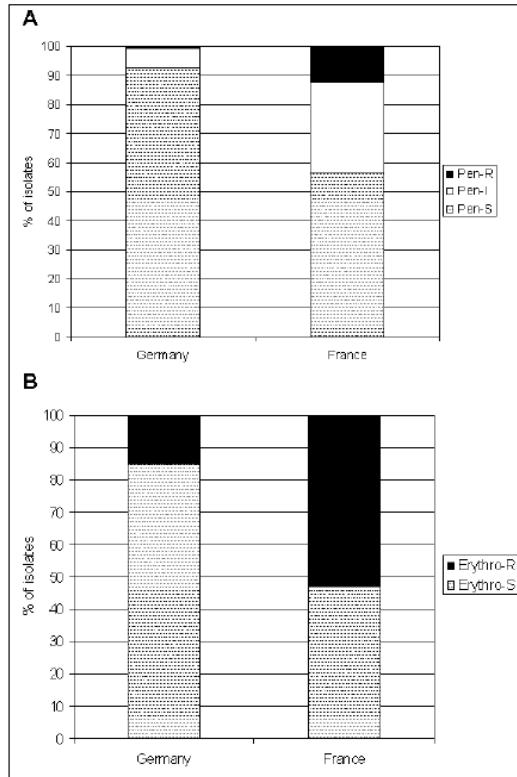 A
100
90
80
70
60
50
40
30
20
10
0
% of isolates
Germany
France
Pen-R
Pen-I
Pen-S
B
100
90
80
70
60
50
40
30
20
10
0
% of isolates
Germany
France
Erythro-R
Erythro-S